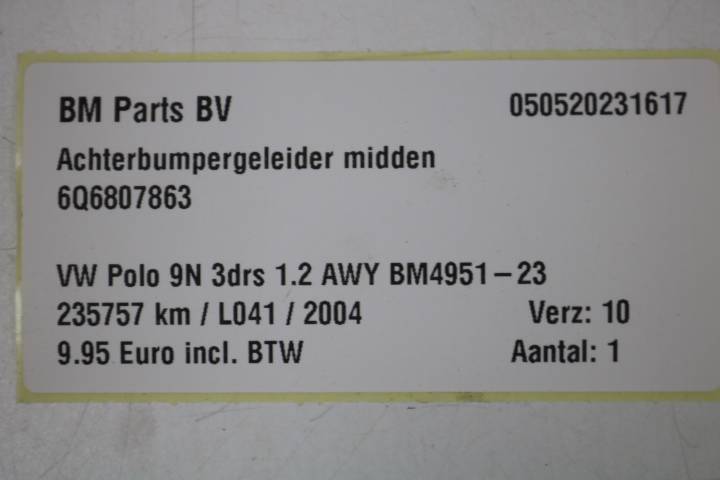 BM Parts BV 050520231617
Achterbumpergeleider midden
6Q6807863
VW Polo 9N 3drs 1.2 AWY BM4951-23
235757 km / L041 / 2004 Verz: 10
9.95 Euro incl. BTW Aantal: 1